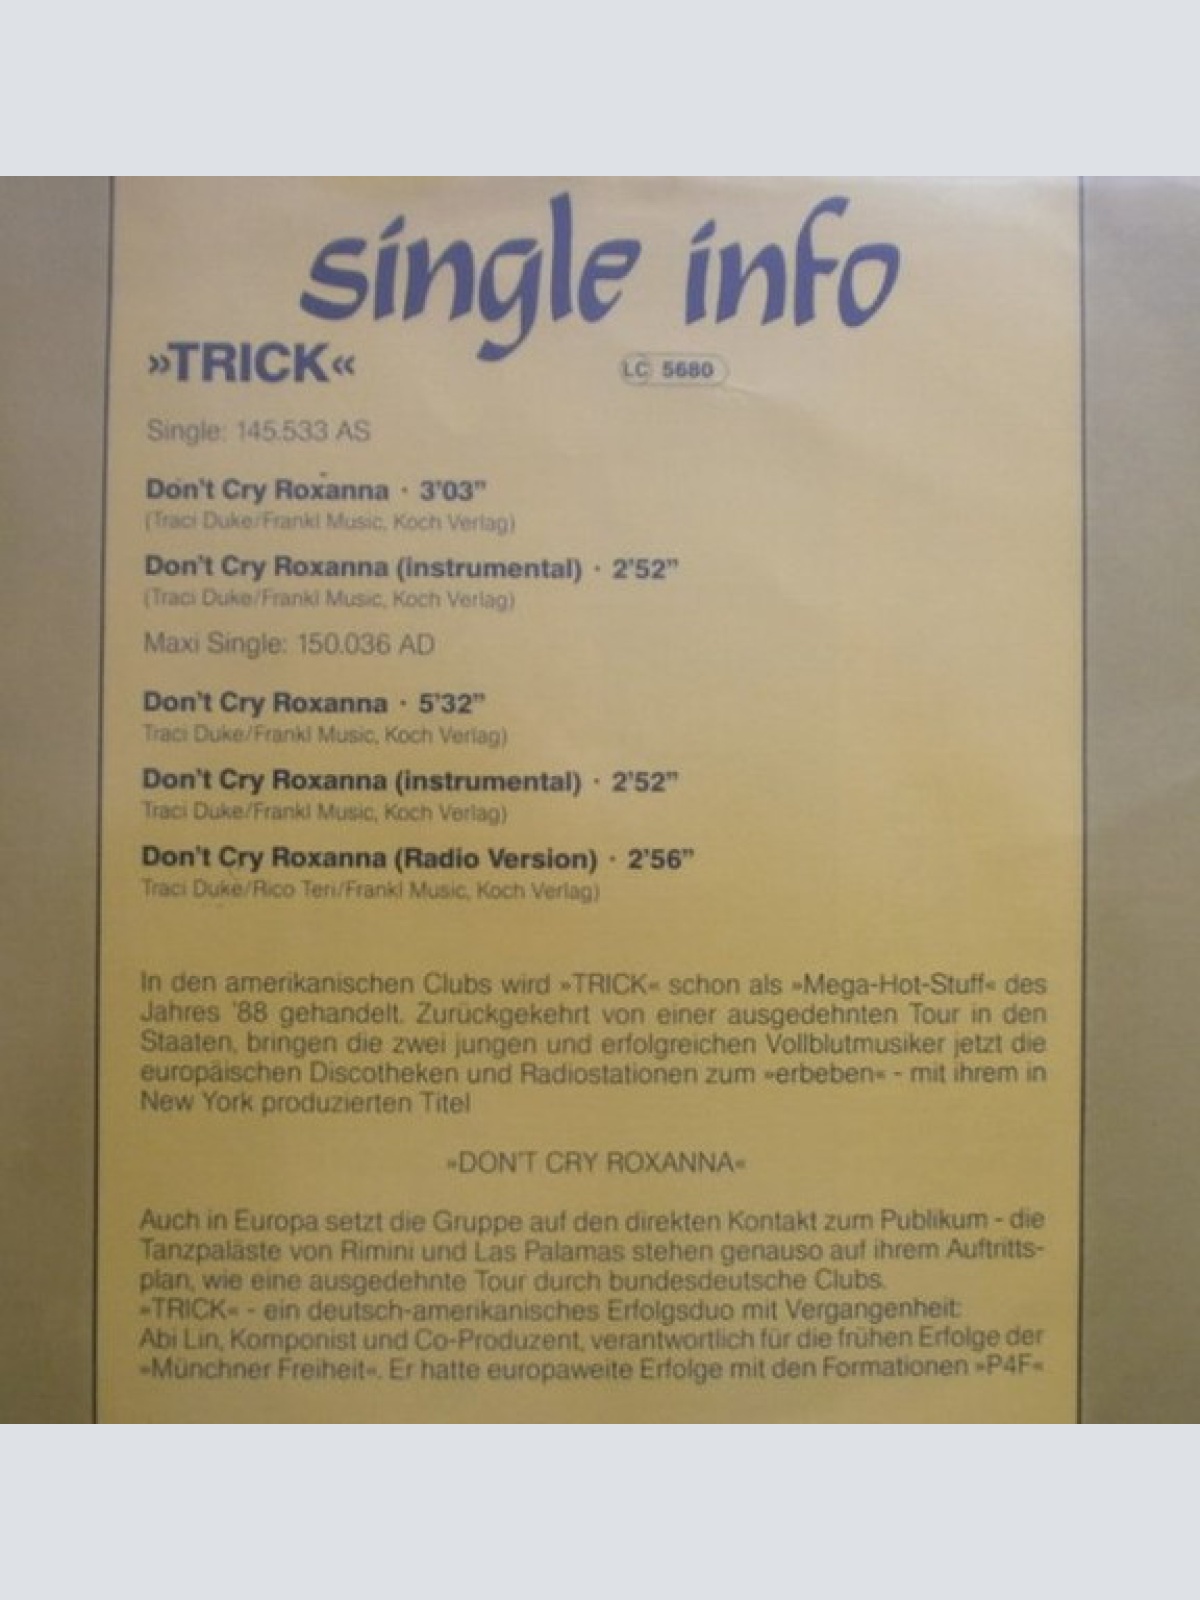 single info
»TRICK«
LC 5680
Single: 145.533 AS
Don't Cry Roxanna · 3'03”
(Traci Duke/Frankl Music, Koch Verlag)
Don't Cry Roxanna (instrumental) · 2'52”
(Traci Duke/Frankl Music, Koch Verlag)
Maxi Single: 150.036 AD
Don't Cry Roxanna · 5'32”
Traci Duke/Frankl Music, Koch Verlag)
Don't Cry Roxanna (instrumental) · 2'52”
Traci Duke/Frankl Music, Koch Verlag)
Don't Cry Roxanna (Radio Version) · 2'56”
Traci Duke/Rico Teri/Frankl Music, Koch Verlag)
In den amerikanischen Clubs wird »TRICK« schon als »Mega-Hot-Stuff« des
Jahres '88 gehandelt. Zurückgekehrt von einer ausgedehnten Tour in den
Staaten, bringen die zwei jungen und erfolgreichen Vollblutmusiker jetzt die
europäischen Discotheken und Radiostationen zum »erbeben« - mit ihrem in
New York produzierten Titel
»DON'T CRY ROXANNA«
Auch in Europa setzt die Gruppe auf den direkten Kontakt zum Publikum - die
Tanzpaläste von Rimini und Las Palamas stehen genauso auf ihrem Auftritts-
plan, wie eine ausgedehnte Tour durch bundesdeutsche Clubs.
»TRICK« - ein deutsch-amerikanisches Erfolgsduo mit Vergangenheit:
Abi Lin, Komponist und Co-Produzent, verantwortlich für die frühen Erfolge der
»Münchner Freiheit«. Er hatte europaweite Erfolge mit den Formationen »P4F«